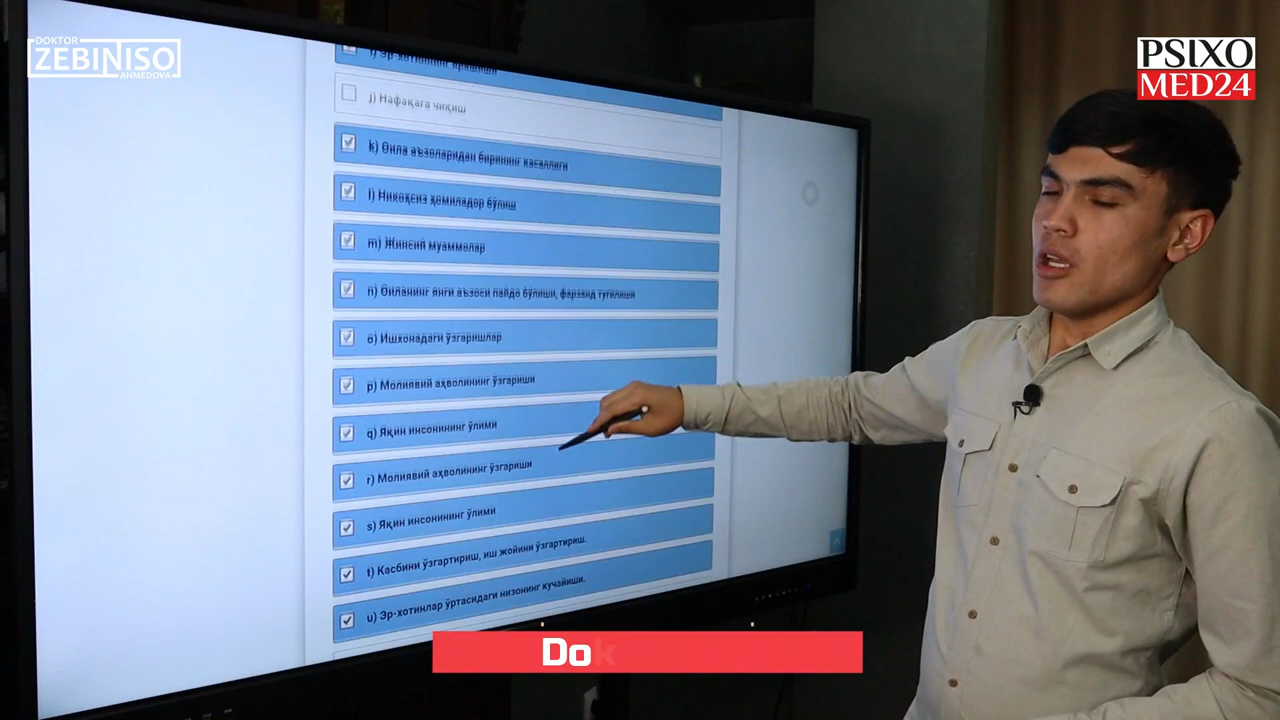 DOKTOR
ZEBINISO
AHMEDOVA
PSIXO
MED24
j) Нафақага чиқиш
k) Оила аъзоларидан бирининг касаллиги
l) Никоҳсиз ҳомиладор бўлиш
m) Жинсий муаммолар
n) Оиланинг янги аъзоси пайдо бўлиши, фарзанд туғилиши
o) Ишхонадаги ўзгаришлар
p) Молиявий аҳволининг ўзгариши
q) Яқин инсонининг ўлими
r) Молиявий аҳволининг ўзгариши
s) Яқин инсонининг ўлими
t) Касбини ўзгартириш, иш жойини ўзгартириш.
u) Эр-хотинлар ўртасидаги низонинг кучайиши.
Dok